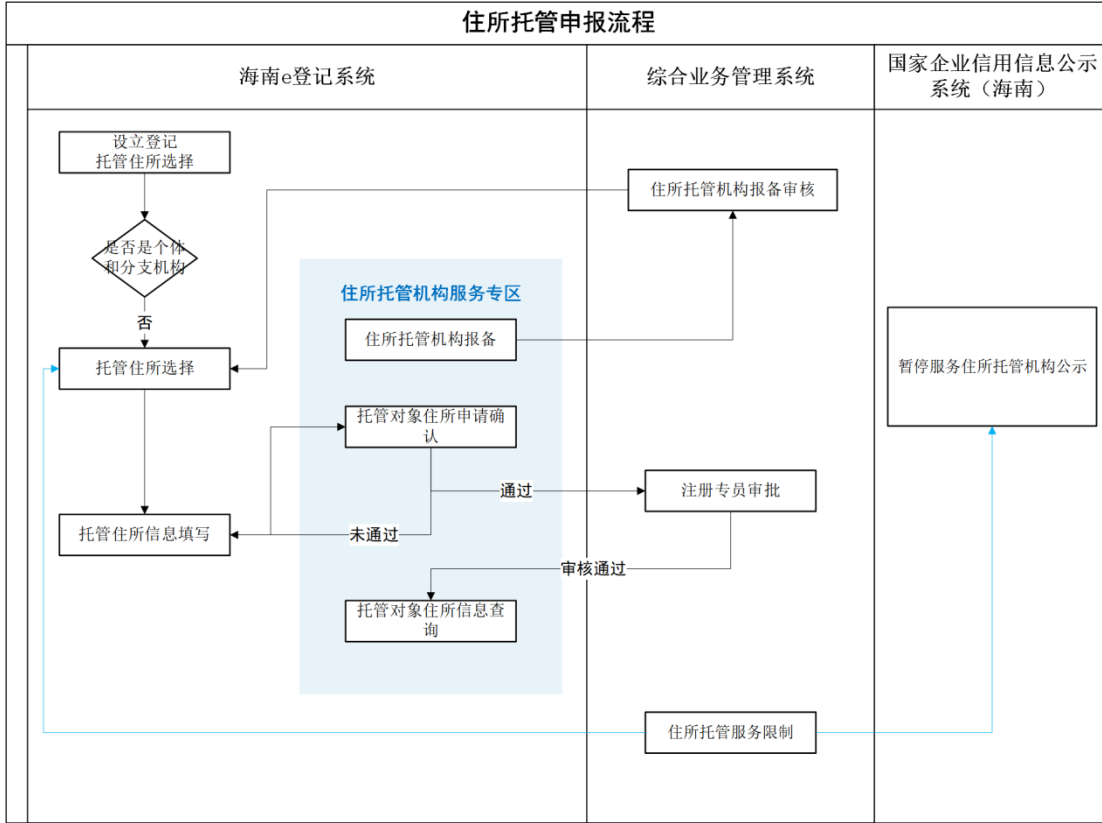 住所托管申报流程
海南e登记系统
综合业务管理系统
国家企业信用信息公示
系统（海南）
设立登记
托管住所选择
住所托管机构报备审核
是否是个体
和分支机构
住所托管机构服务专区
否
住所托管机构报备
托管住所选择
暂停服务住所托管机构公示
托管对象住所申请确
认
通过
注册专员审批
托管住所信息填写
未通过
审核通过
托管对象住所信息查
询
住所托管服务限制